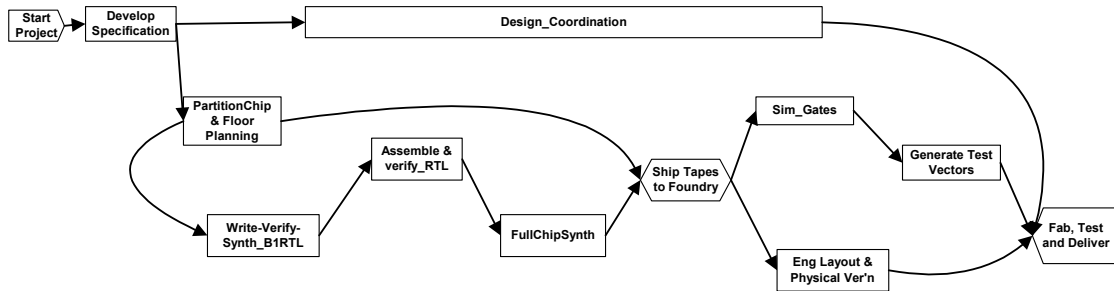 Start
Project
Develop
Specification
Design_Coordination
PartitionChip
& Floor
Planning
Sim_Gates
Assemble &
verify_RTL
Generate Test
Vectors
Ship Tapes
to Foundry
Write-Verify-
Synth_B1RTL
FullChipSynth
Fab, Test
and Deliver
Eng Layout &
Physical Ver'n